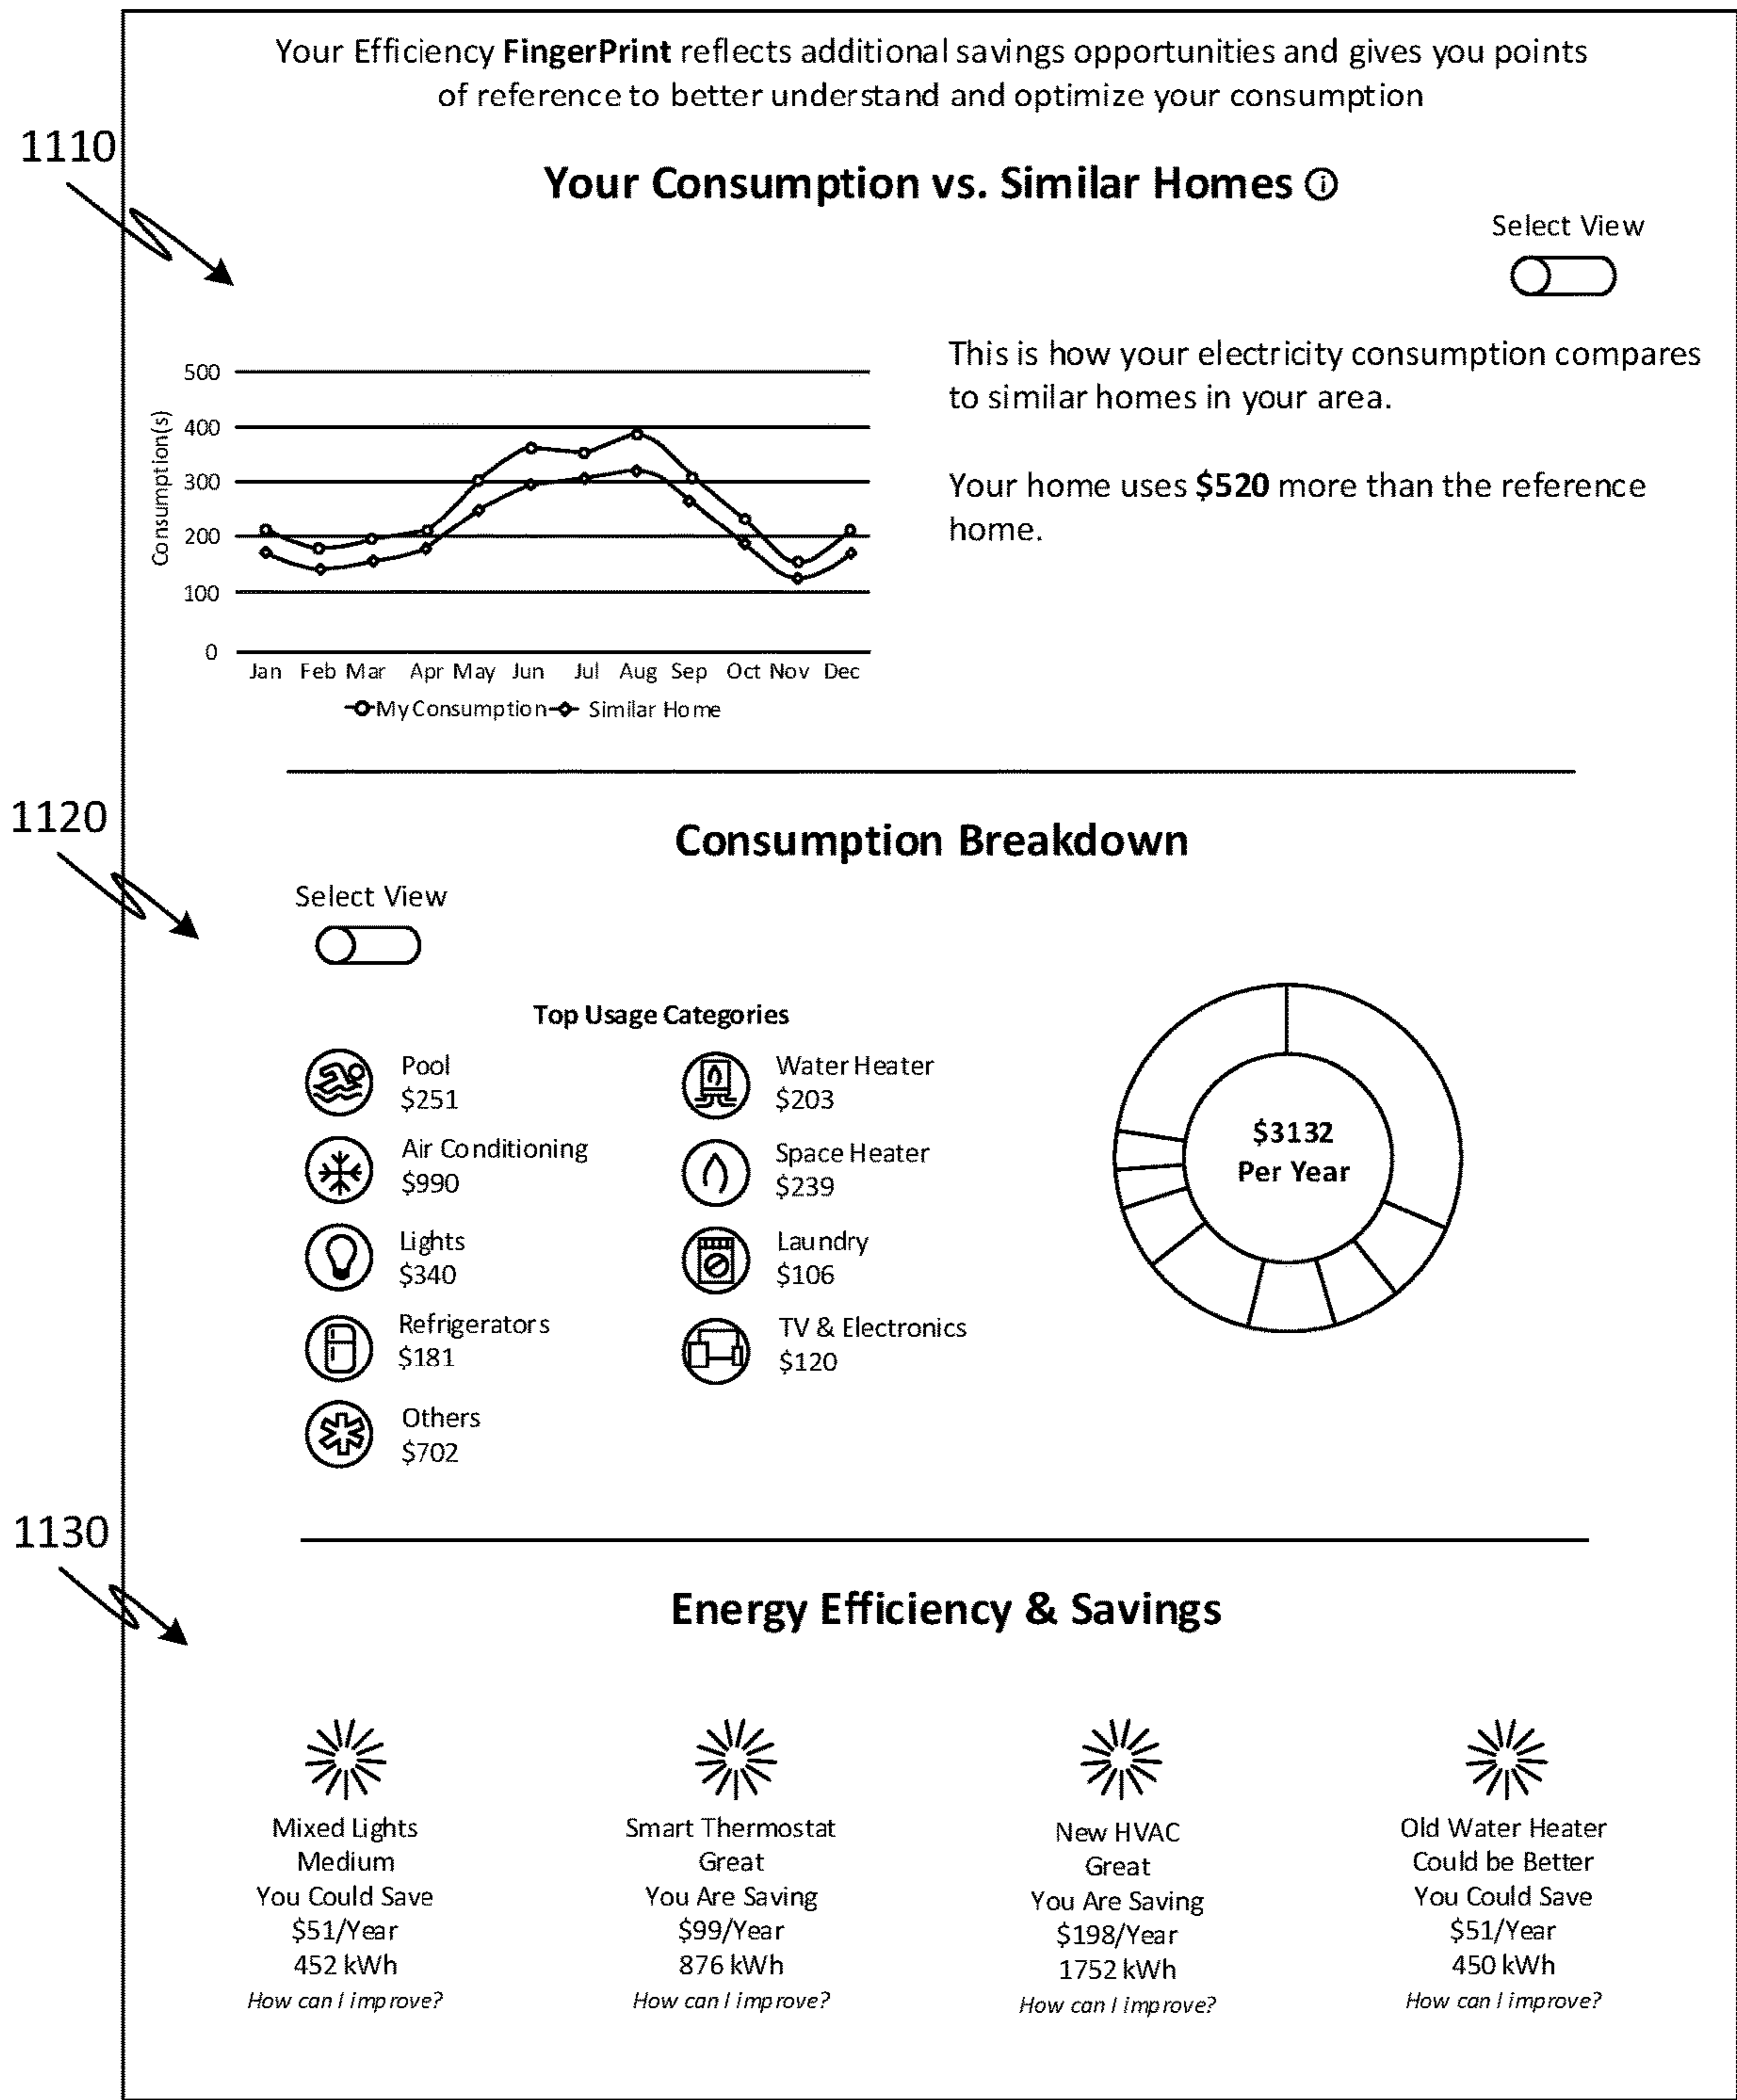 Your Efficiency FingerPrint reflects additional savings opportunities and gives you points
of reference to better understand and optimize your consumption
1110
Your Consumption vs. Similar Homes ⓘ
Select View
500
400
300
200
100
0
Consumption(s)
Jan Feb Mar Apr May Jun Jul Aug Sep Oct Nov Dec
My Consumption Similar Home
This is how your electricity consumption compares
to similar homes in your area.
Your home uses $520 more than the reference
home.
1120
Consumption Breakdown
Select View
Top Usage Categories
Pool
$251
Air Conditioning
$990
Lights
$340
Refrigerators
$181
Others
$702
Water Heater
$203
Space Heater
$239
Laundry
$106
TV & Electronics
$120
$3132
Per Year
1130
Energy Efficiency & Savings
Mixed Lights
Medium
You Could Save
$51/Year
452 kWh
How can I improve?
Smart Thermostat
Great
You Are Saving
$99/Year
876 kWh
How can I improve?
New HVAC
Great
You Are Saving
$198/Year
1752 kWh
How can I improve?
Old Water Heater
Could be Better
You Could Save
$51/Year
450 kWh
How can I improve?